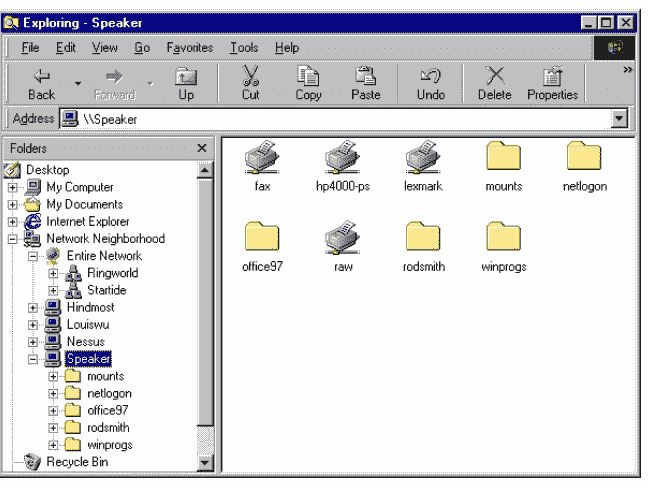 Exploring - Speaker
File Edit View Go Favorites Tools Help
Back Forward Up Cut Copy Paste Undo Delete Properties »
Address \\Speaker
Folders
Desktop
My Computer
My Documents
Internet Explorer
Network Neighborhood
Entire Network
Ringworld
Startide
Hindmost
Louiswu
Nessus
Speaker
mounts
netlogon
office97
rodsmith
winprogs
Recycle Bin
fax hp4000-ps lexmark mounts netlogon
office97 raw rodsmith winprogs